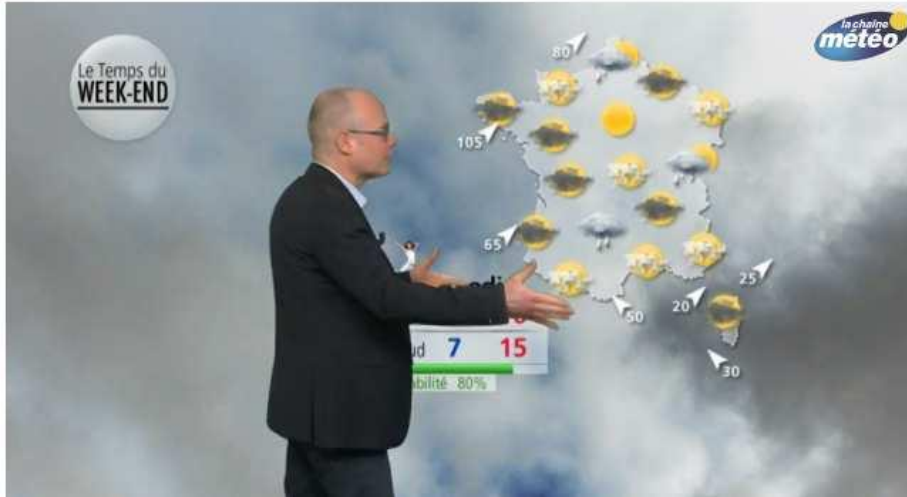 la chaîne
météo
Le Temps du
WEEK-END
80
105
65
25
20
50
30
ud 7 15
bilité 80%